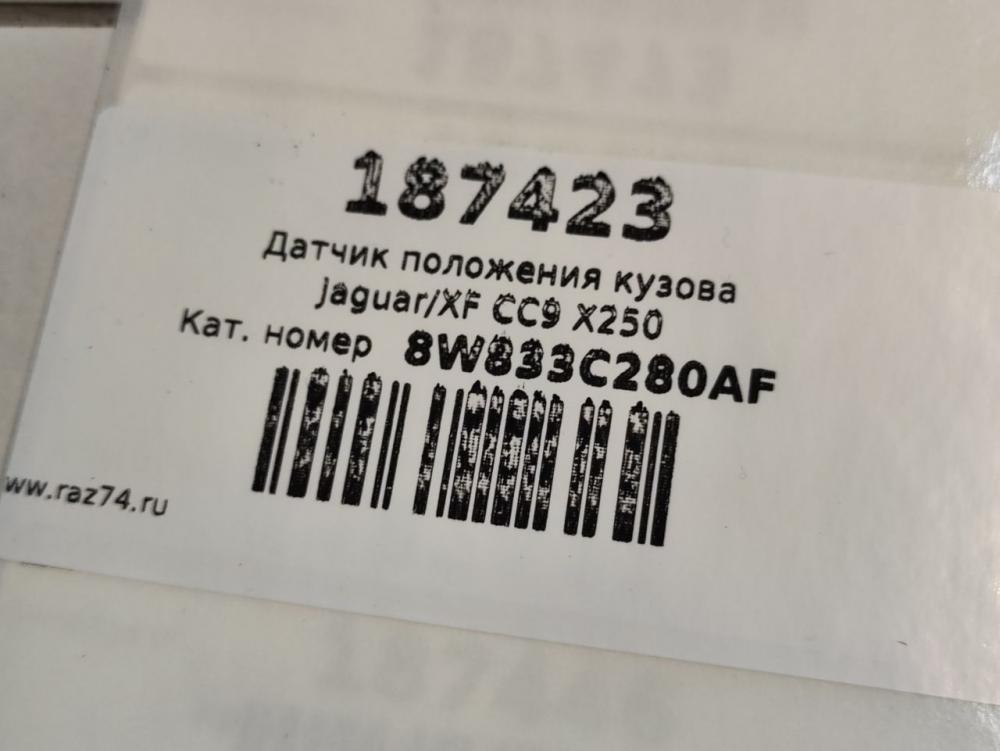 187423
Датчик положения кузова
Jaguar/XF CC9 X250
Кат. номер 8W833C280AF
www.raz74.ru